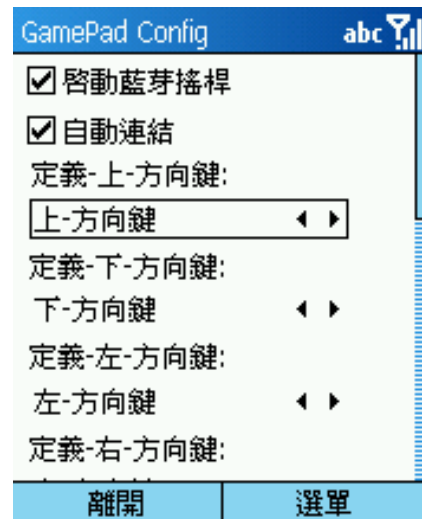 GamePad Config abc
啓動藍芽搖桿
自動連結
定義-上-方向鍵:
上-方向鍵
定義-下-方向鍵:
下-方向鍵
定義-左-方向鍵:
左-方向鍵
定義-右-方向鍵:
離開 選單